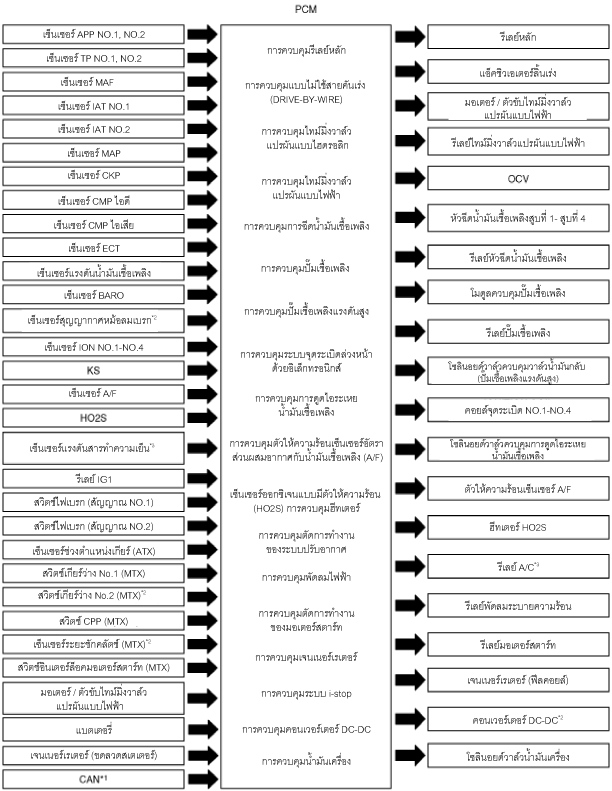 PCM
เซ็นเซอร์ APP NO.1, NO.2
เซ็นเซอร์ TP NO.1, NO.2
เซ็นเซอร์ MAF
เซ็นเซอร์ IAT NO.1
เซ็นเซอร์ IAT NO.2
เซ็นเซอร์ MAP
เซ็นเซอร์ CKP
เซ็นเซอร์ CMP ไอดี
เซ็นเซอร์ CMP ไอเสีย
เซ็นเซอร์ ECT
เซ็นเซอร์แรงดันน้ำมันเชื้อเพลิง
เซ็นเซอร์ BARO
เซ็นเซอร์สุญญากาศหม้อลมเบรก*2
เซ็นเซอร์ ION NO.1-NO.4
KS
เซ็นเซอร์ A/F
HO2S
เซ็นเซอร์แรงดันสารทำความเย็น*3
รีเลย์ IG1
สวิตช์ไฟเบรก (สัญญาณ NO.1)
สวิตช์ไฟเบรก (สัญญาณ NO.2)
เซ็นเซอร์ช่วงตำแหน่งเกียร์ (ATX)
สวิตช์เกียร์ว่าง No.1 (MTX)
สวิตช์เกียร์ว่าง No.2 (MTX)*2
สวิตช์ CPP (MTX)
เซ็นเซอร์ระยะชักคลัตช์ (MTX)*2
สวิตช์อินเตอร์ล็อคมอเตอร์สตาร์ท (MTX)
มอเตอร์ / ตัวขับไทม์มิ่งวาล์ว
แปรผันแบบไฟฟ้า
แบตเตอรี่
เจนเนอร์เรเตอร์ (ขดลวดสเตเตอร์)
CAN*1
การควบคุมรีเลย์หลัก
การควบคุมแบบไม่ใช้สายคันเร่ง
(DRIVE-BY-WIRE)
การควบคุมไทม์มิ่งวาล์ว
แปรผันแบบไฮดรอลิก
การควบคุมไทม์มิ่งวาล์ว
แปรผันแบบไฟฟ้า
การควบคุมการฉีดน้ำมันเชื้อเพลิง
การควบคุมปั๊มเชื้อเพลิง
การควบคุมปั๊มเชื้อเพลิงแรงดันสูง
การควบคุมระบบจุดระเบิดล่วงหน้า
ด้วยอิเล็กทรอนิกส์
การควบคุมการดูดไอระเหย
น้ำมันเชื้อเพลิง
การควบคุมตัวให้ความร้อนเซ็นเซอร์อัตรา
ส่วนผสมอากาศกับน้ำมันเชื้อเพลิง (A/F)
เซ็นเซอร์ออกซิเจนแบบมีตัวให้ความร้อน
(HO2S) การควบคุมฮีทเตอร์
การควบคุมตัดการทำงาน
ของระบบปรับอากาศ
การควบคุมพัดลมไฟฟ้า
การควบคุมตัดการทำงาน
ของมอเตอร์สตาร์ท
การควบคุมเจนเนอร์เรเตอร์
การควบคุมระบบ i-stop
การควบคุมคอนเวอร์เตอร์ DC-DC
การควบคุมน้ำมันเครื่อง
รีเลย์หลัก
แอ็คชิวเอเตอร์ลิ้นเร่ง
มอเตอร์ / ตัวขับไทม์มิ่งวาล์ว
แปรผันแบบไฟฟ้า
รีเลย์ไทม์มิ่งวาล์วแปรผันแบบไฟฟ้า
OCV
หัวฉีดน้ำมันเชื้อเพลิงสูบที่ 1- สูบที่ 4
รีเลย์หัวฉีดน้ำมันเชื้อเพลิง
โมดูลควบคุมปั๊มเชื้อเพลิง
รีเลย์ปั๊มเชื้อเพลิง
โซลินอยด์วาล์วควบคุมวาล์วน้ำมันกลับ
(ปั๊มเชื้อเพลิงแรงดันสูง)
คอยล์จุดระเบิด NO.1-NO.4
โซลินอยด์วาล์วควบคุมการดูดไอระเหย
น้ำมันเชื้อเพลิง
ตัวให้ความร้อนเซ็นเซอร์ A/F
ฮีทเตอร์ HO2S
รีเลย์ A/C*3
รีเลย์พัดลมระบายความร้อน
รีเลย์มอเตอร์สตาร์ท
เจนเนอร์เรเตอร์ (ฟิลคอยล์)
คอนเวอร์เตอร์ DC-DC*2
โซลินอยด์วาล์วน้ำมันเครื่อง